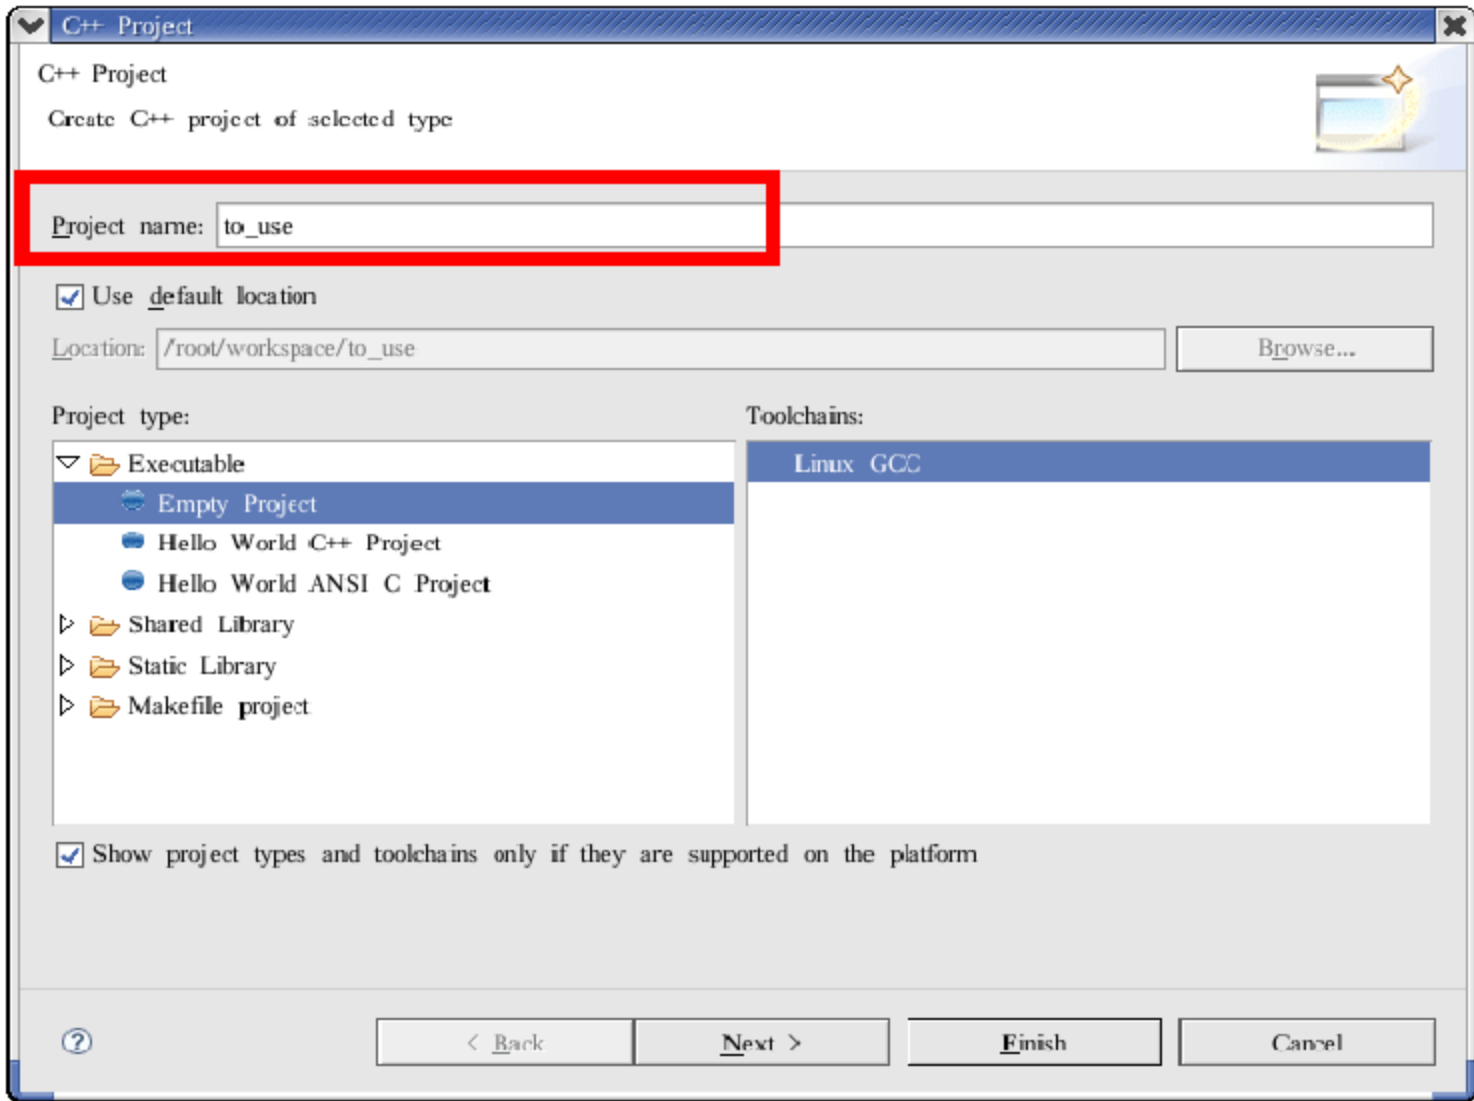 C++ Project
C++ Project
Create C++ project of selected type
Project name: to_use
Use default location
Location: /root/workspace/to_use Browse...
Project type: Toolchains:
Executable Linux GCC
Empty Project
Hello World C++ Project
Hello World ANSI C Project
Shared Library
Static Library
Makefile project
Show project types and toolchains only if they are supported on the platform
? < Back Next > Finish Cancel